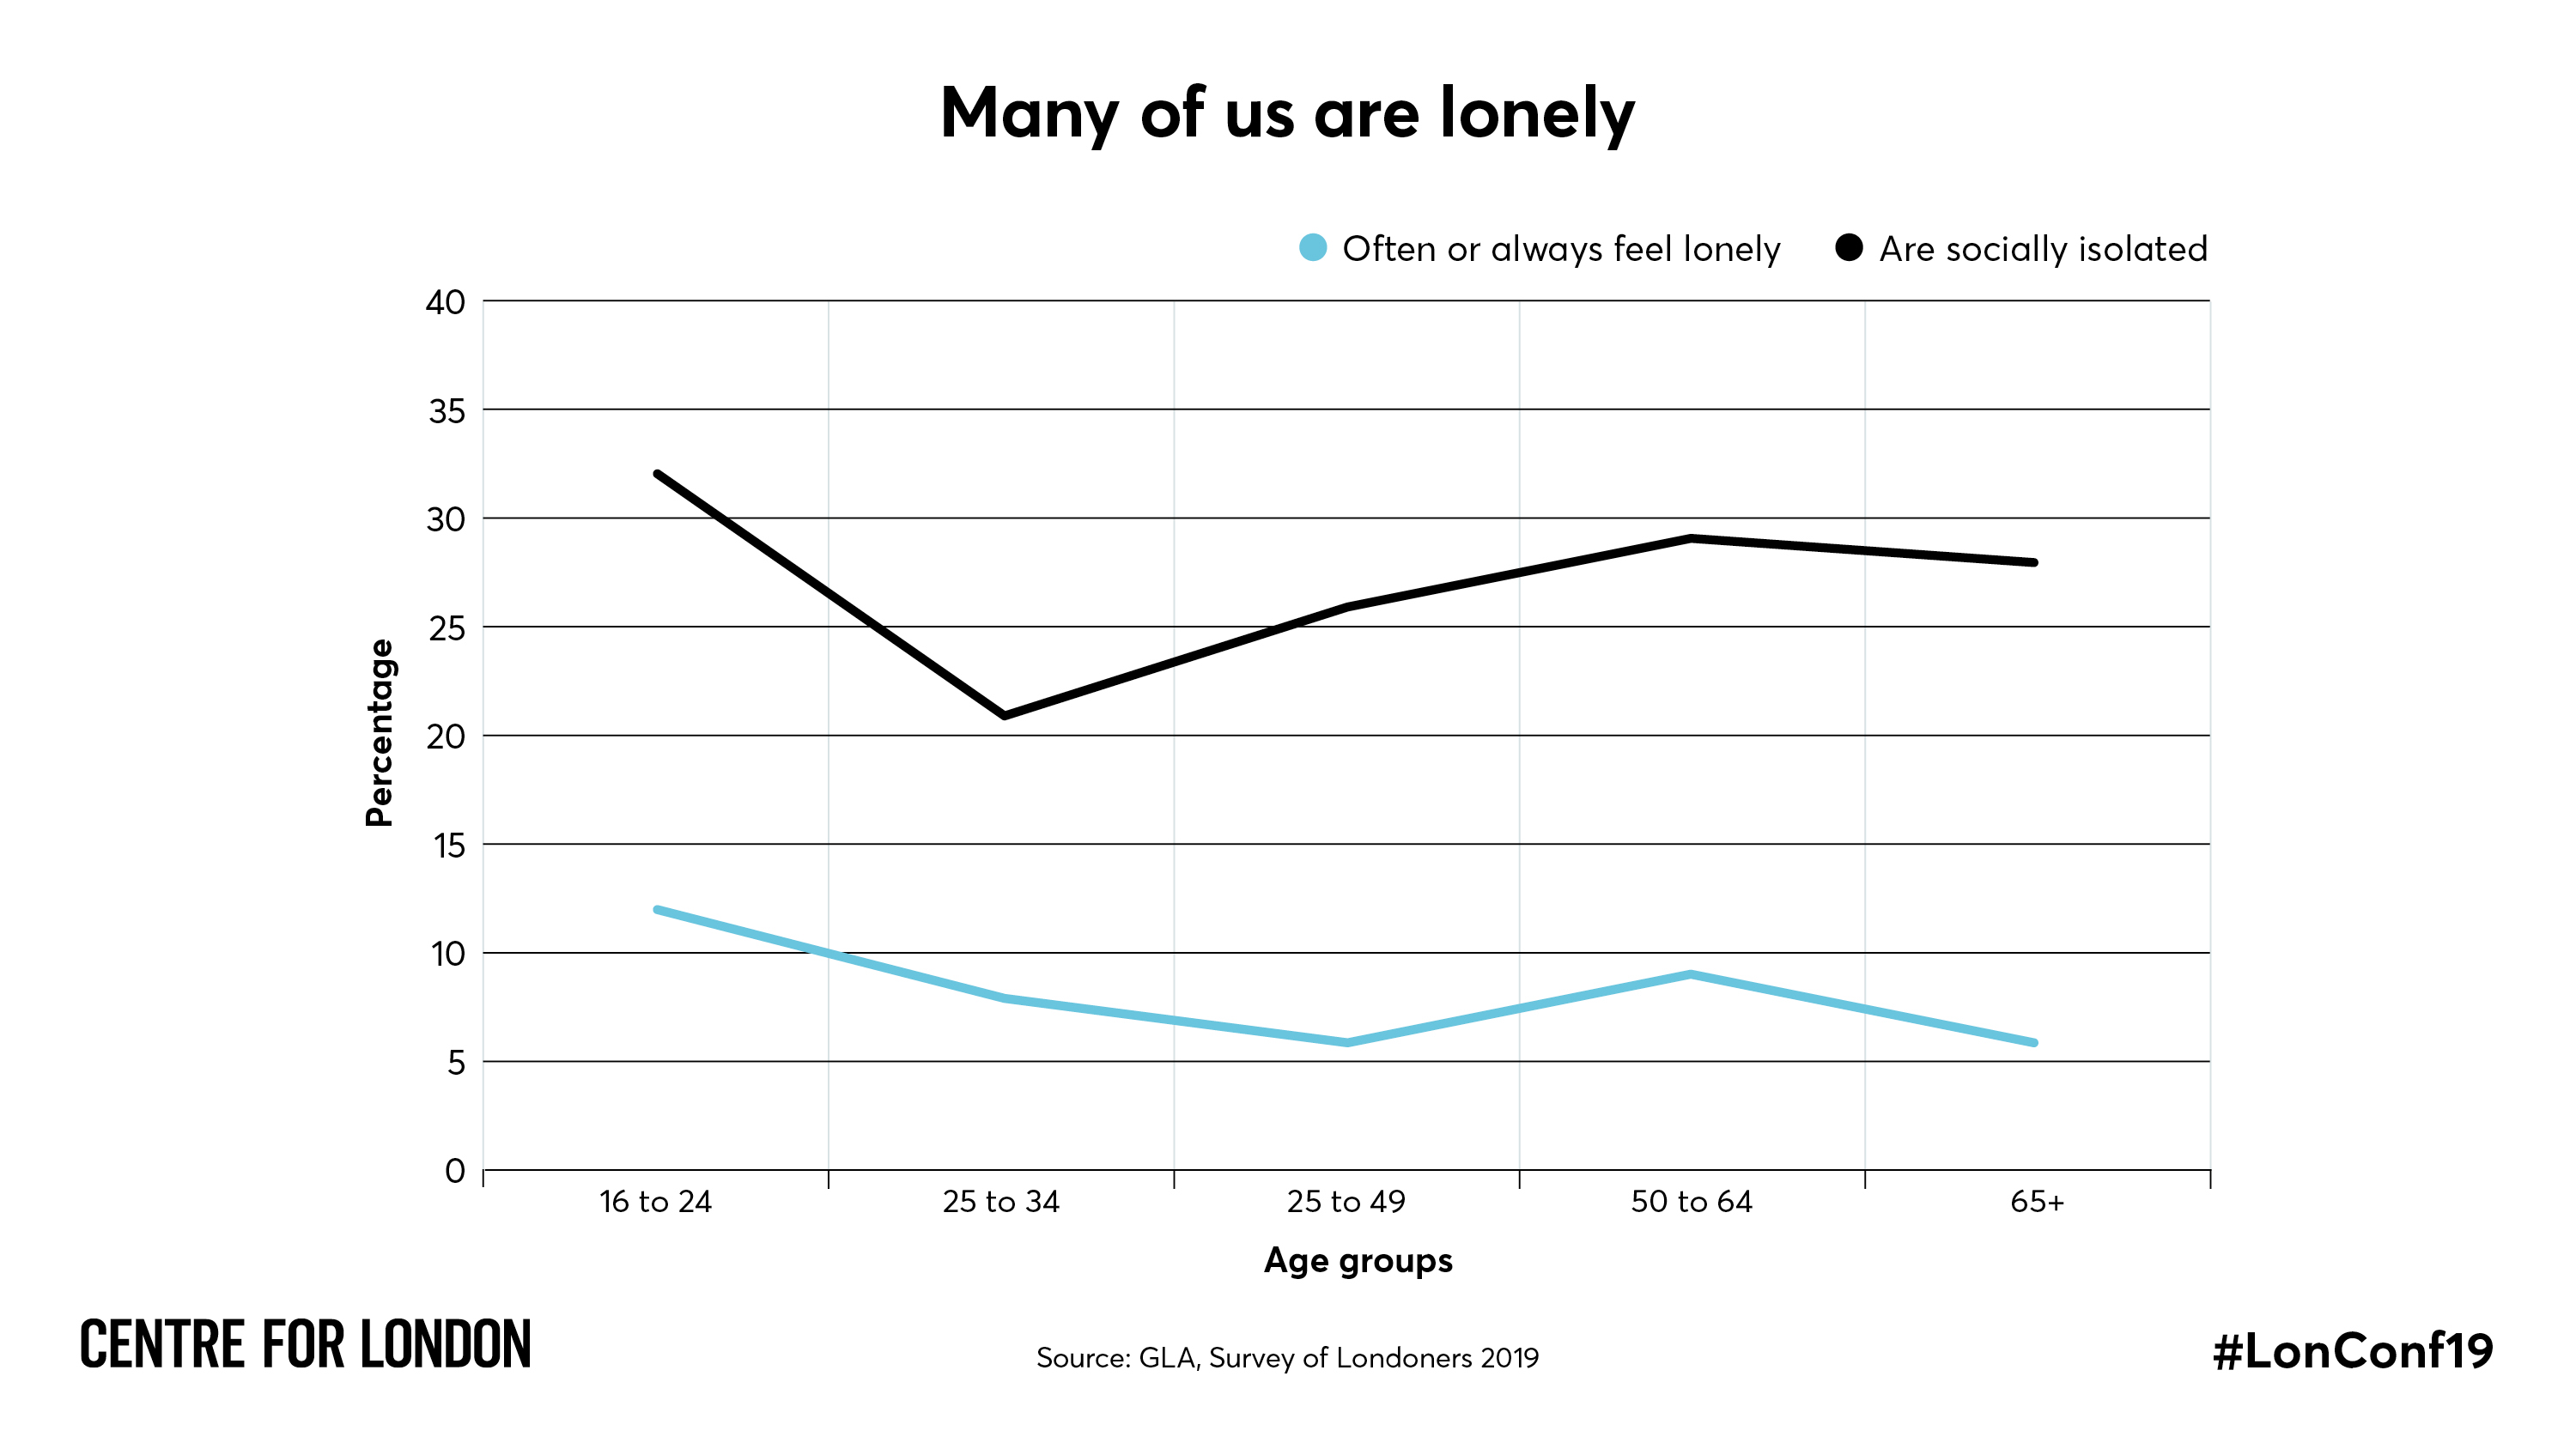 Many of us are lonely
Often or always feel lonely
Are socially isolated
40
35
30
25
20
15
10
5
0
Percentage
16 to 24
25 to 34
25 to 49
50 to 64
65+
Age groups
CENTRE FOR LONDON
Source: GLA, Survey of Londoners 2019
#LonConf19